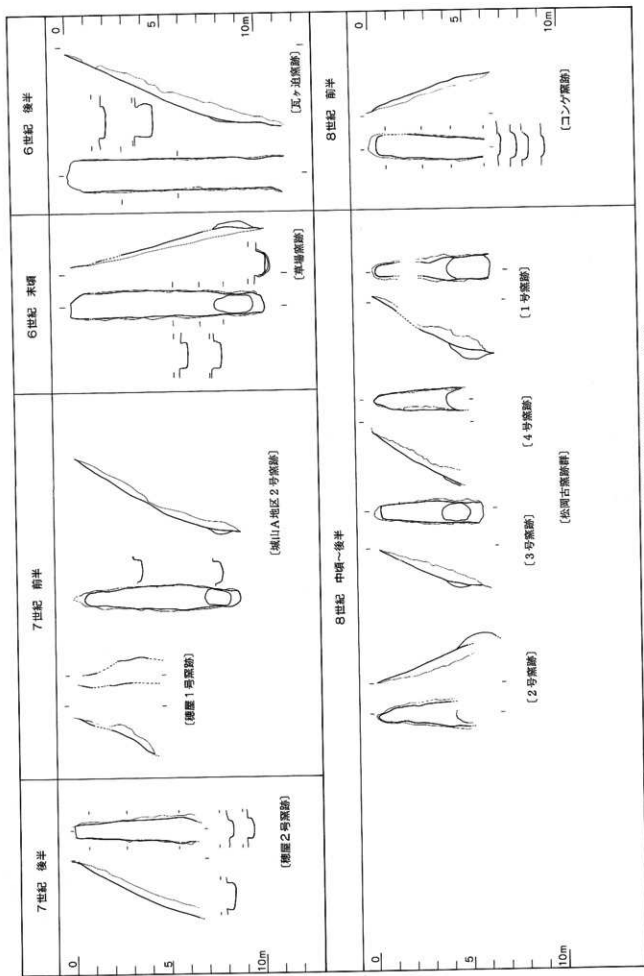 7世紀 後半
7世紀 前半
6世紀 末頃
6世紀 後半
0
5
10m
0
5
10m
〔穂屋2号窯跡〕
〔穂屋1号窯跡〕
〔城山A地区2号窯跡〕
〔草場窯跡〕
〔瓦ヶ迫窯跡〕
8世紀 中頃～後半
8世紀 前半
0
5
10m
0
5
10m
〔2号窯跡〕
〔3号窯跡〕
〔4号窯跡〕
〔1号窯跡〕
〔松岡古窯跡群〕
〔コンゲ窯跡〕